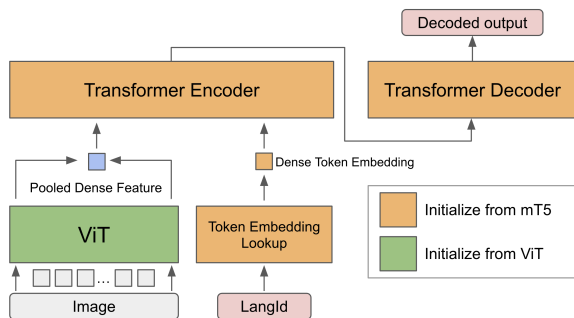 Decoded output
Transformer Encoder
Transformer Decoder
Dense Token Embedding
Pooled Dense Feature
ViT
Token Embedding
Lookup
Initialize from mT5
Initialize from ViT
...
Image
LangId